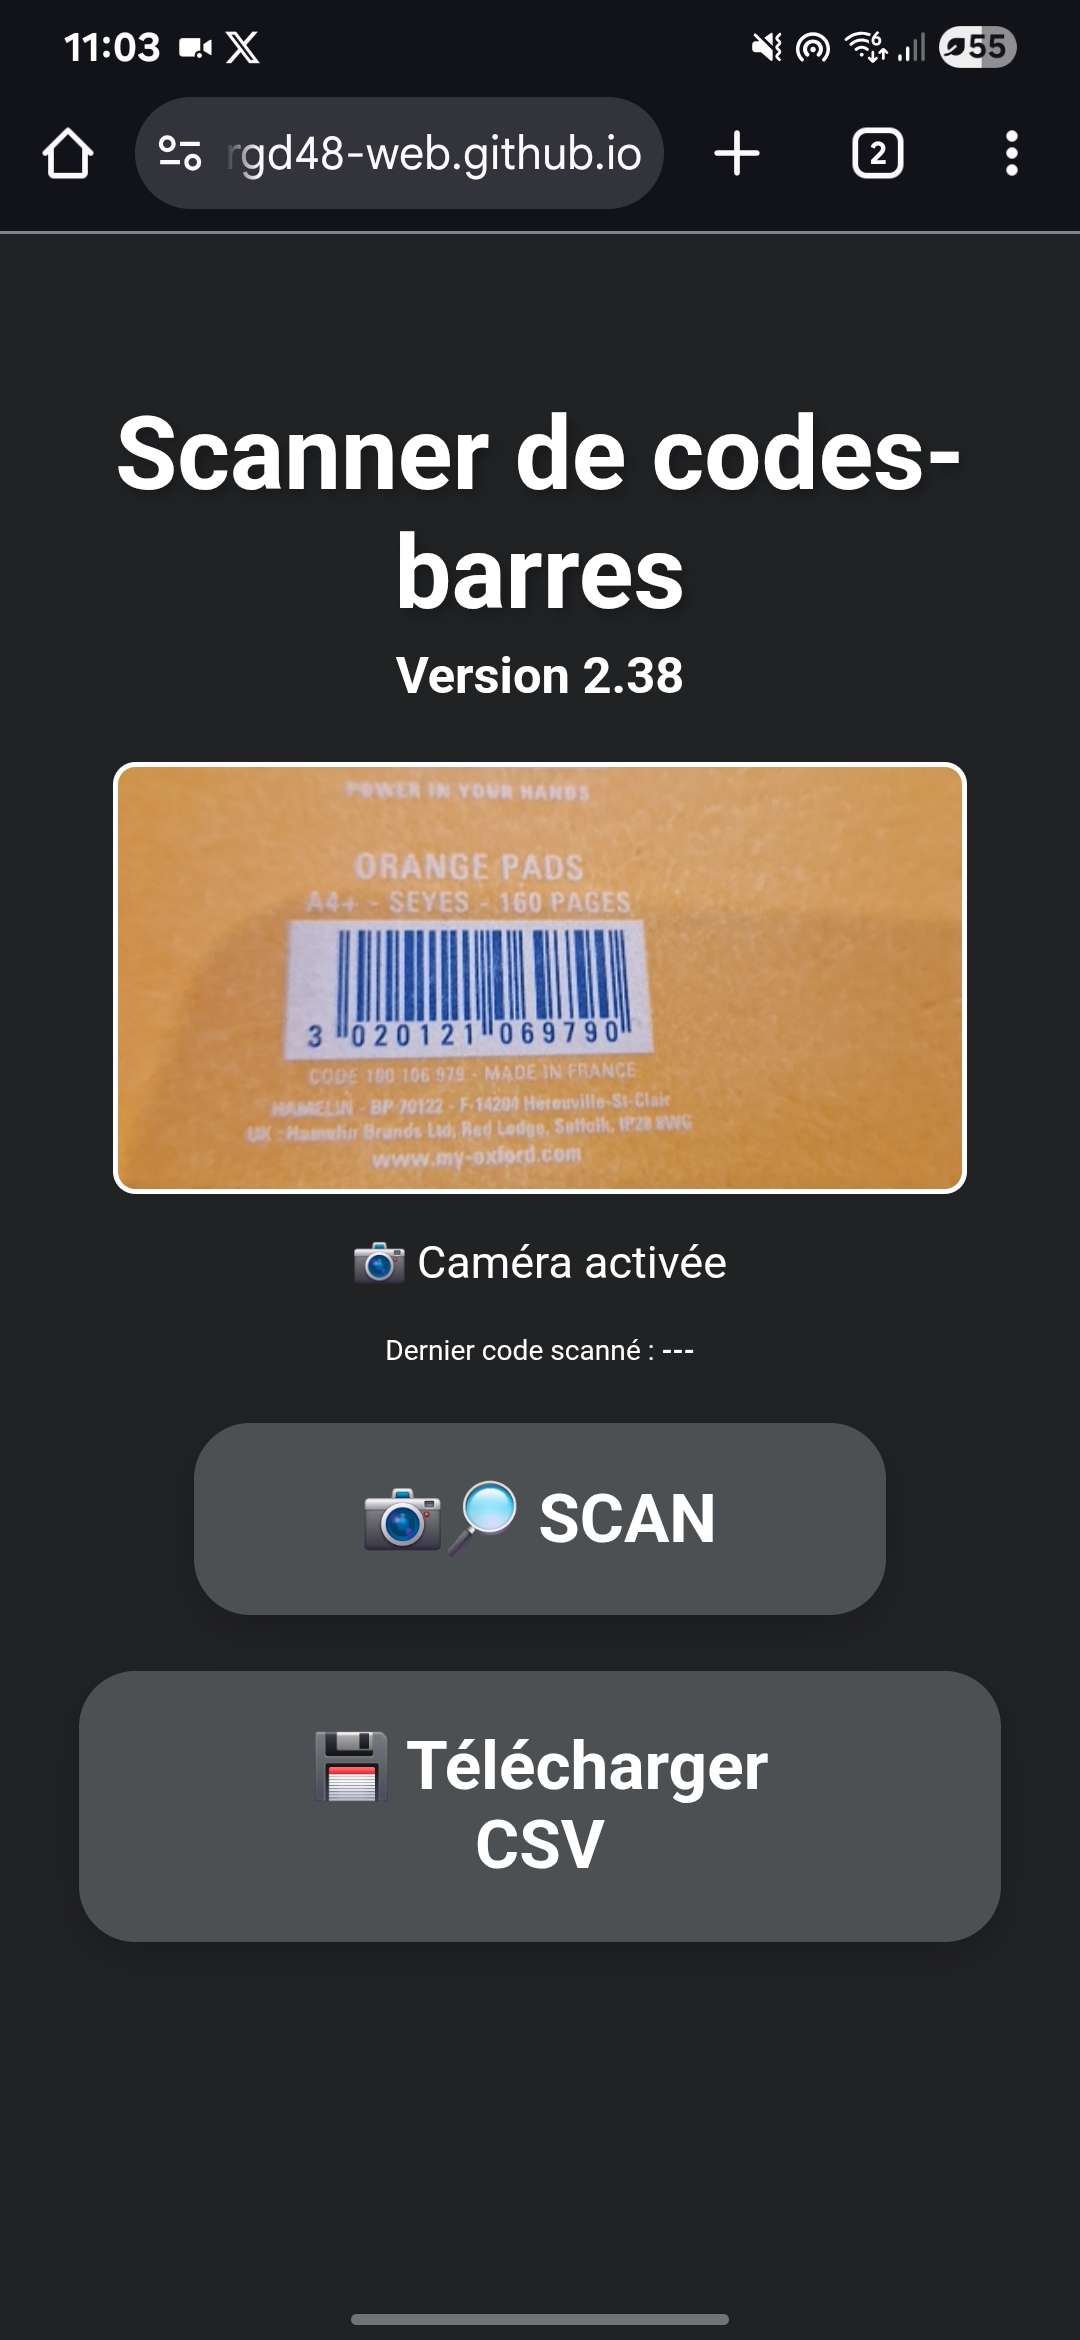 11:03
55
rgd48-web.github.io
2
Scanner de codes-
barres
Version 2.38
POWER IN YOUR HANDS
ORANGE PADS
A4+ - SEYES - 160 PAGES
3 020121 069790
CODE 100 106 979 - MADE IN FRANCE
HAMELIN - BP 70122 - F-14204 Hérouville-St-Clair
UK : Hamelin Brands Ltd, Red Lodge, Suffolk, IP28
www.my-oxford.com
Caméra activée
Dernier code scanné : ---
SCAN
Télécharger
CSV